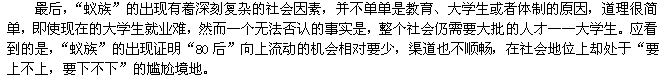 最后，“蚁族”的出现有着深刻复杂的社会因素，并不单单是教育、大学生或者体制的原因，道理很简
单，即使现在的大学生就业难，然而一个无法否认的事实是，整个社会仍需要大批的人才一一大学生。应看
到的是，“蚁族”的出现证明“80后”向上流动的机会相对要少，渠道也不顺畅，在社会地位上却处于“要
上不上，要下不下”的尴尬境地。